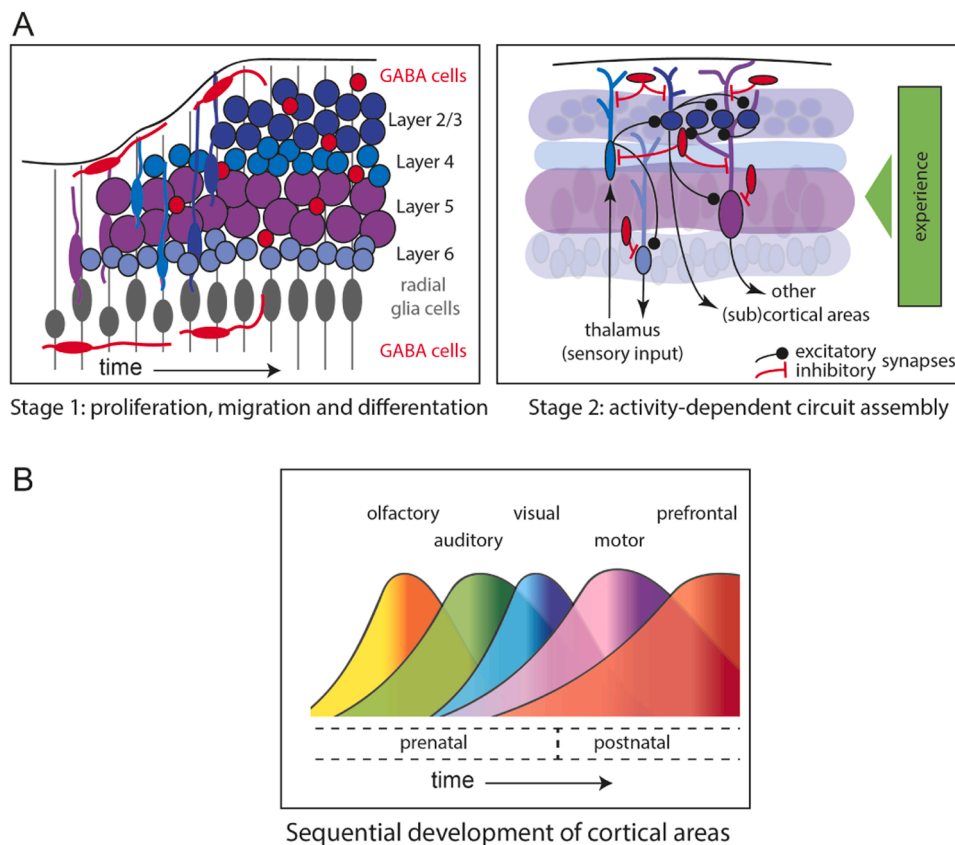 A
GABA cells
Layer 2/3
Layer 4
Layer 5
Layer 6
radial
glia cells
GABA cells
time
Stage 1: proliferation, migration and differentation
experience
thalamus
(sensory input)
other
(sub)cortical areas
excitatory
inhibitory
synapses
Stage 2: activity-dependent circuit assembly
B
olfactory
auditory
visual
motor
prefrontal
prenatal
postnatal
time
Sequential development of cortical areas